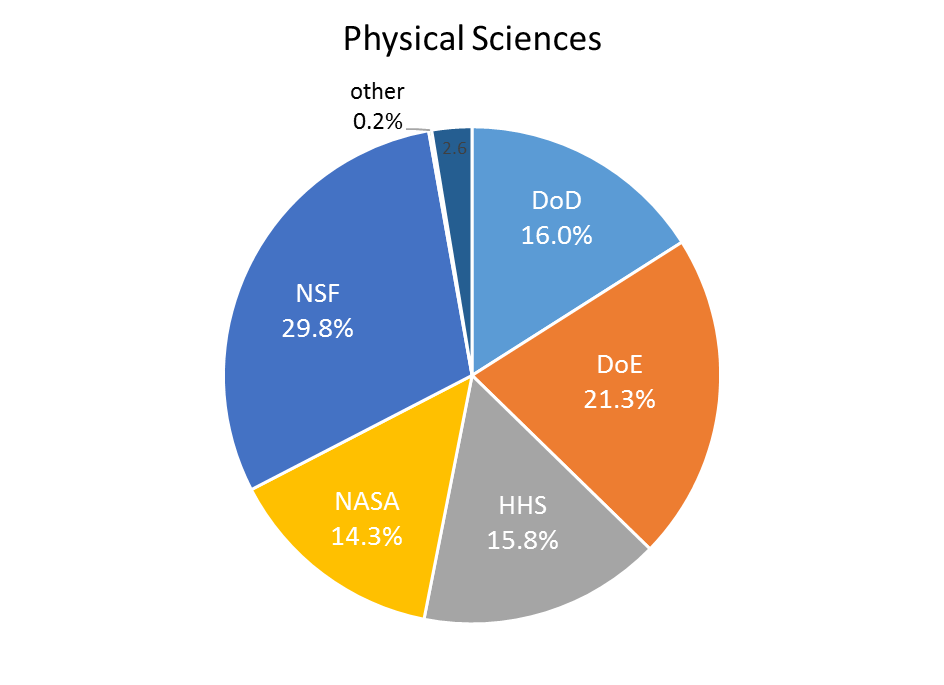 Physical Sciences
other
0.2%
2.6
DoD
16.0%
NSF
29.8%
DoE
21.3%
NASA
14.3%
HHS
15.8%